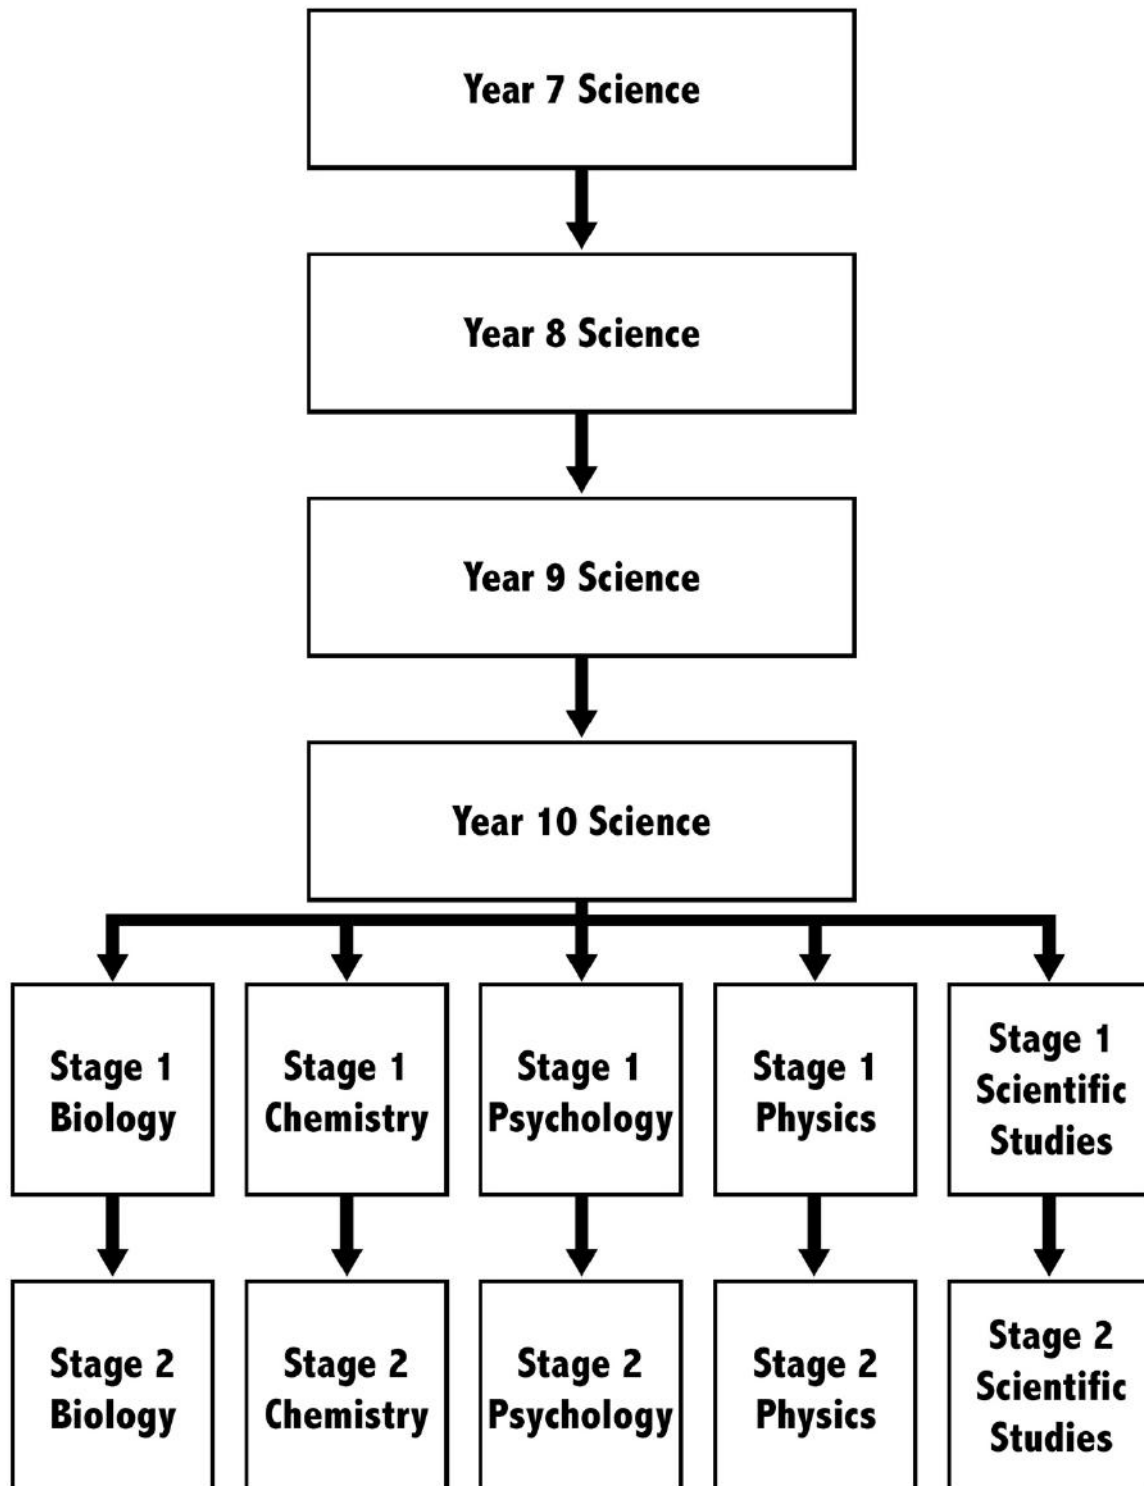 Year 7 Science
Year 8 Science
Year 9 Science
Year 10 Science
Stage 1
Biology
Stage 1
Chemistry
Stage 1
Psychology
Stage 1
Physics
Stage 1
Scientific
Studies
Stage 2
Biology
Stage 2
Chemistry
Stage 2
Psychology
Stage 2
Physics
Stage 2
Scientific
Studies